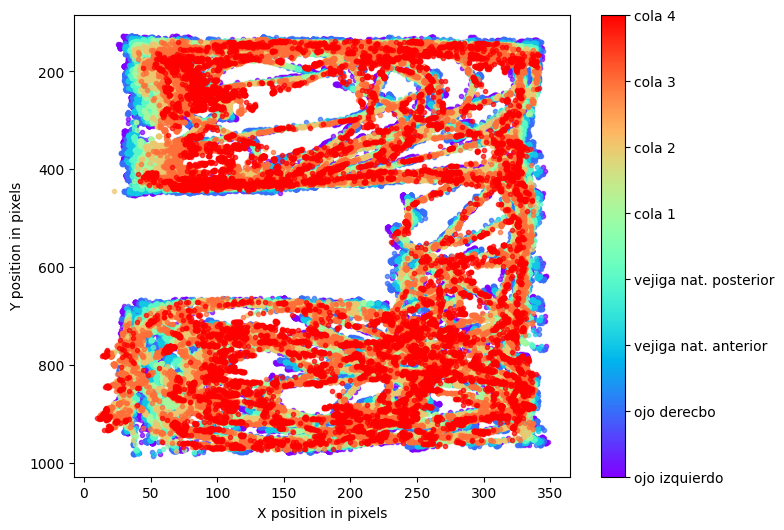 200
400
600
800
1000
Y position in pixels
0
50
100
150
200
250
300
350
X position in pixels
cola 4
cola 3
cola 2
cola 1
vejiga nat. posterior
vejiga nat. anterior
ojo derecbo
ojo izquierdo